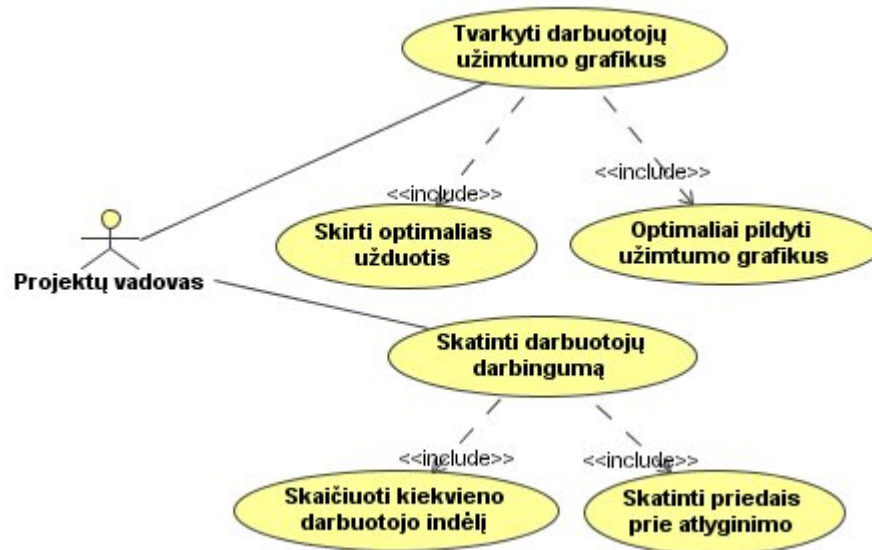 Tvarkyti darbuotojų
užimtumo grafikus
<<include>>
<<include>>
Skirti optimalias
užduotis
Optimaliai pildyti
užimtumo grafikus
Projektų vadovas
Skatinti darbuotojų
darbingumą
<<include>>
<<include>>
Skaičiuoti kiekvieno
darbuotojo indėlį
Skatinti priedais
prie atlyginimo